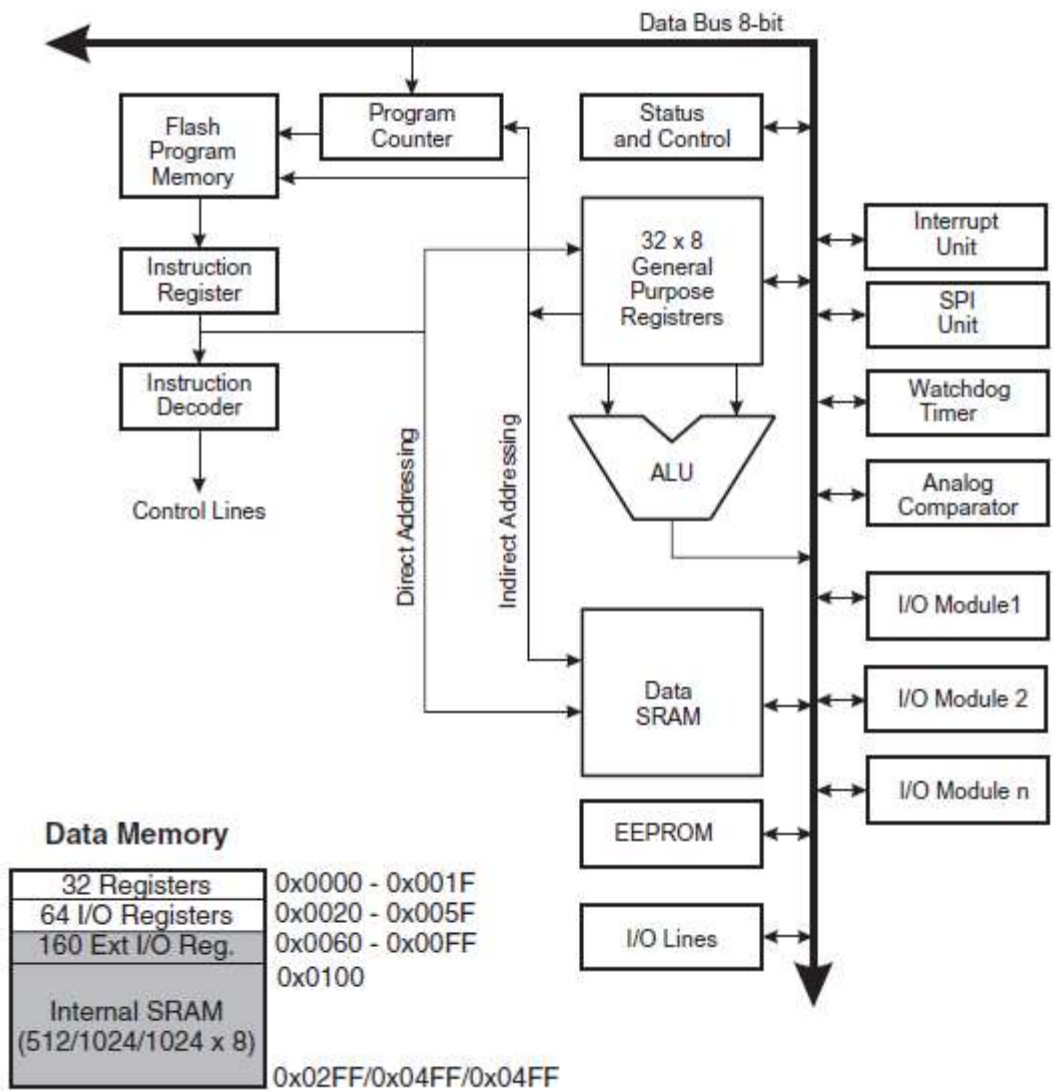 Data Bus 8-bit
Flash
Program
Memory
Program
Counter
Status
and Control
32 x 8
General
Purpose
Registrers
Interrupt
Unit
Instruction
Register
SPI
Unit
Instruction
Decoder
Watchdog
Timer
ALU
Analog
Comparator
Control Lines
Direct Addressing
Indirect Addressing
I/O Module1
Data
SRAM
I/O Module 2
I/O Module n
EEPROM
I/O Lines
Data Memory
32 Registers 0x0000 - 0x001F
64 I/O Registers 0x0020 - 0x005F
160 Ext I/O Reg. 0x0060 - 0x00FF
0x0100
Internal SRAM
(512/1024/1024 x 8)
0x02FF/0x04FF/0x04FF